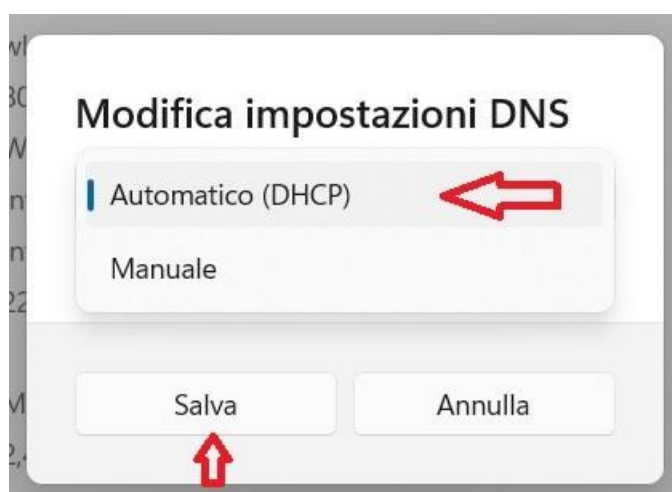 Modifica impostazioni DNS
Automatico (DHCP)
Manuale
Salva
Annulla